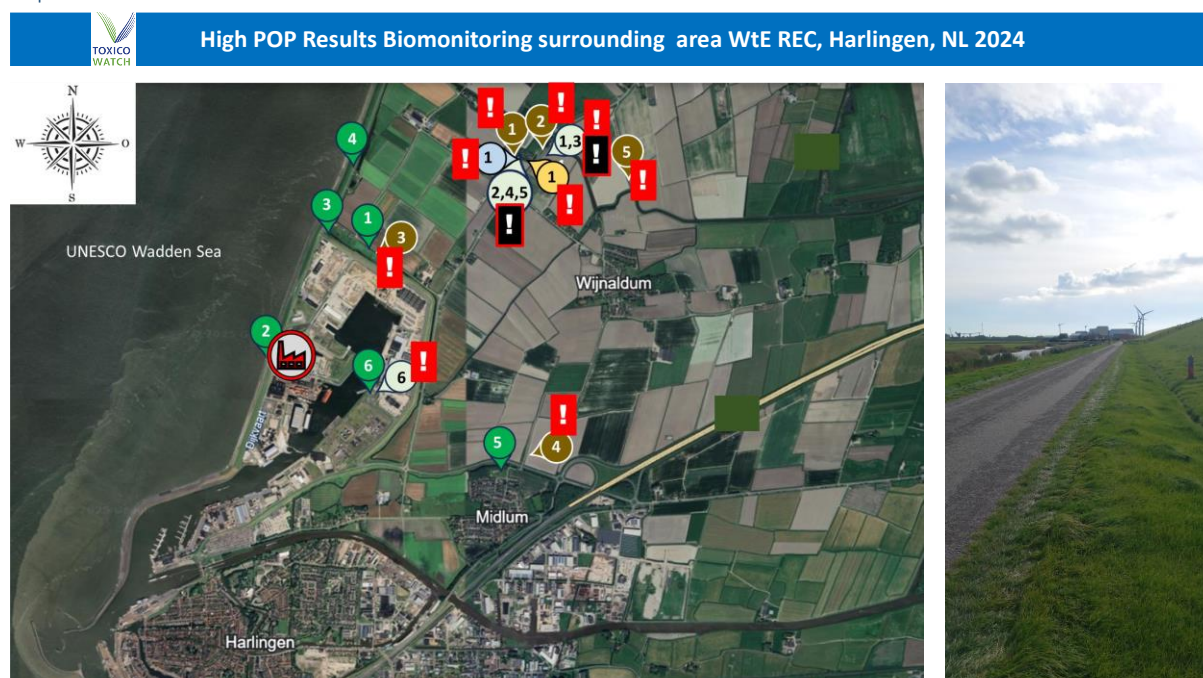 TOXICO
WATCH
High POP Results Biomonitoring surrounding area WtE REC, Harlingen, NL 2024
N
W
O
S
UNESCO Wadden Sea
4
3
1
3
2
6
6
1
2
1,3
5
1
1
2,4,5
!
!
!
!
!
!
!
!
!
!
!
Wijnaldum
5
4
Midlum
Dijkvaart
Harlingen